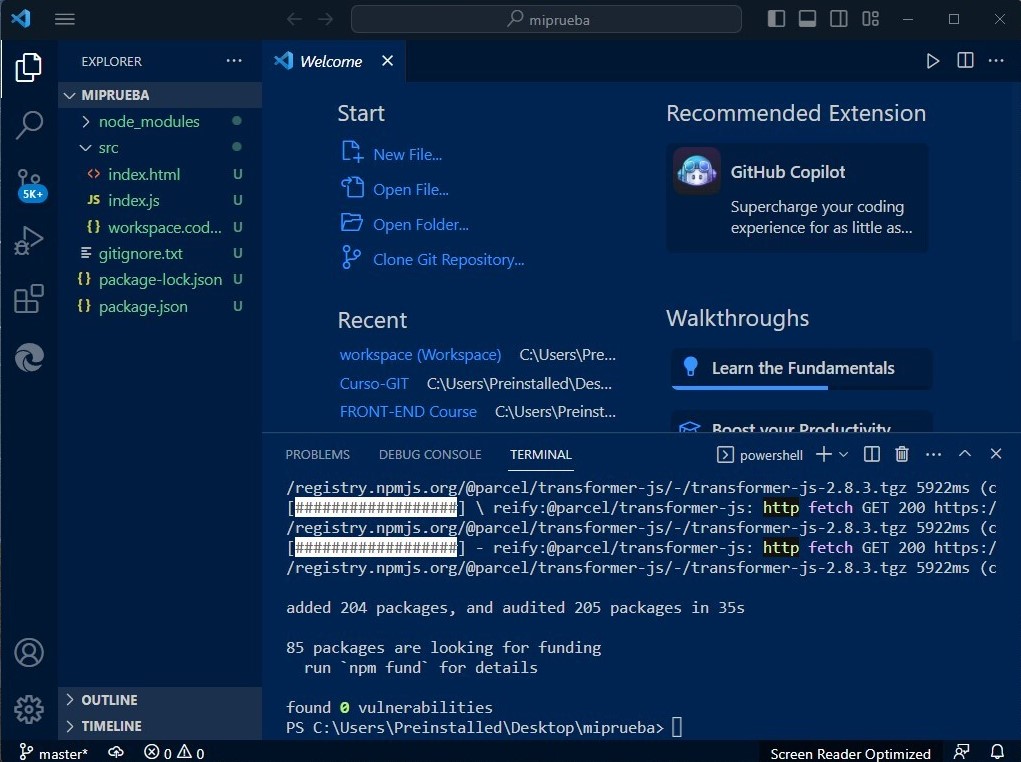 miprueba
EXPLORER
Welcome
MIPRUEBA
node_modules
src
index.html U
JS index.js U
{} workspace.cod... U
gitignore.txt U
{} package-lock.json U
{} package.json U
5K+
OUTLINE
TIMELINE
Start
New File...
Open File...
Open Folder...
Clone Git Repository...
Recent
workspace (Workspace) C:\Users\Pre...
Curso-GIT C:\Users\Preinstalled\Des...
FRONT-END Course C:\Users\Preinst...
Recommended Extension
GitHub Copilot
Supercharge your coding
experience for as little as...
Walkthroughs
Learn the Fundamentals
Boost your Productivity
PROBLEMS DEBUG CONSOLE TERMINAL powershell
/registry.npmjs.org/@parcel/transformer-js/-/transformer-js-2.8.3.tgz 5922ms (c
[##################] \ reify:@parcel/transformer-js: http fetch GET 200 https:/
/registry.npmjs.org/@parcel/transformer-js/-/transformer-js-2.8.3.tgz 5922ms (c
[##################] - reify:@parcel/transformer-js: http fetch GET 200 https:/
/registry.npmjs.org/@parcel/transformer-js/-/transformer-js-2.8.3.tgz 5922ms (c
added 204 packages, and audited 205 packages in 35s
85 packages are looking for funding
run `npm fund` for details
found 0 vulnerabilities
PS C:\Users\Preinstalled\Desktop\miprueba>
master* 0 0 Screen Reader Optimized